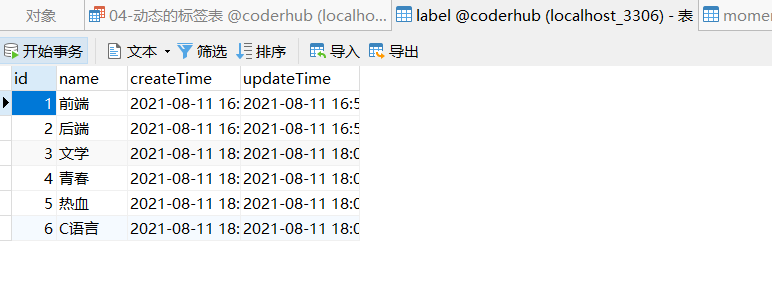 对象 04-动态的标签表 @coderhub (localho... label @coderhub (localhost_3306) - 表 mome
开始事务 文本 筛选 排序 导入 导出
id name createTime updateTime
1 前端 2021-08-11 16: 2021-08-11 16:5
2 后端 2021-08-11 16: 2021-08-11 16:5
3 文学 2021-08-11 18: 2021-08-11 18:0
4 青春 2021-08-11 18: 2021-08-11 18:0
5 热血 2021-08-11 18: 2021-08-11 18:0
6 C语言 2021-08-11 18: 2021-08-11 18:0